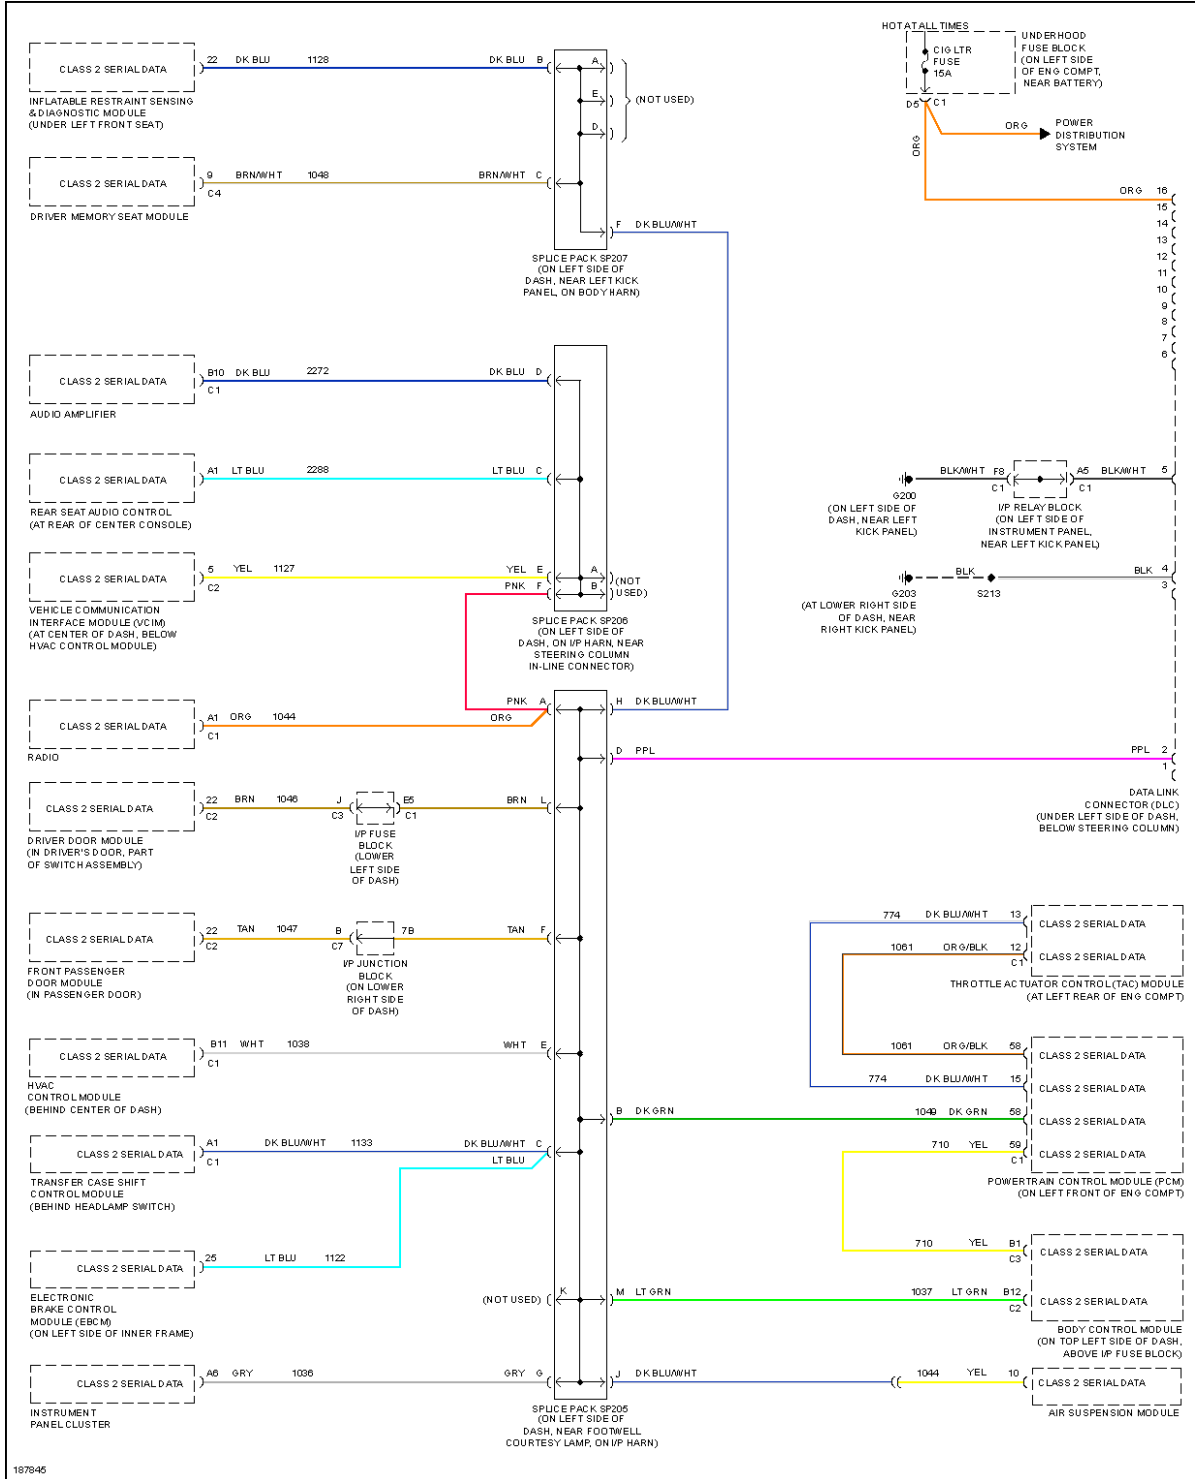 HOT AT ALL TIMES
CIG LTR
FUSE
15A
UNDERHOOD
FUSE BLOCK
(ON LEFT SIDE
OF ENG COMPT,
NEAR BATTERY)
D5 C1
ORG
ORG
POWER
DISTRIBUTION
SYSTEM
ORG 16
15
14
13
12
11
10
9
8
7
6
CLASS 2 SERIAL DATA
22 DK BLU 1128 DK BLU B
INFLATABLE RESTRAINT SENSING
& DIAGNOSTIC MODULE
(UNDER LEFT FRONT SEAT)
A
E
D
(NOT USED)
CLASS 2 SERIAL DATA
9 BRN/WHT 1048 BRN/WHT C
C4
DRIVER MEMORY SEAT MODULE
F DK BLU/WHT
SPLICE PACK SP207
(ON LEFT SIDE OF
DASH, NEAR LEFT KICK
PANEL, ON BODY HARN)
CLASS 2 SERIAL DATA
B10 DK BLU 2272 DK BLU D
C1
AUDIO AMPLIFIER
CLASS 2 SERIAL DATA
A1 LT BLU 2288 LT BLU C
REAR SEAT AUDIO CONTROL
(AT REAR OF CENTER CONSOLE)
CLASS 2 SERIAL DATA
5 YEL 1127 YEL E
C2
PNK F
A
B
(NOT
USED)
VEHICLE COMMUNICATION
INTERFACE MODULE (VCIM)
(AT CENTER OF DASH, BELOW
HVAC CONTROL MODULE)
SPLICE PACK SP206
(ON LEFT SIDE OF
DASH, ON I/P HARN, NEAR
STEERING COLUMN
IN-LINE CONNECTOR)
BLK/WHT F8
C1
A5 BLK/WHT 5
C1
G200
(ON LEFT SIDE OF
DASH, NEAR LEFT
KICK PANEL)
I/P RELAY BLOCK
(ON LEFT SIDE OF
INSTRUMENT PANEL,
NEAR LEFT KICK PANEL)
BLK
BLK 4
3
G203
S213
(AT LOWER RIGHT SIDE
OF DASH, NEAR
RIGHT KICK PANEL)
PNK A
H DK BLU/WHT
CLASS 2 SERIAL DATA
A1 ORG 1044 ORG
C1
RADIO
D PPL
PPL 2
1
DATA LINK
CONNECTOR (DLC)
(UNDER LEFT SIDE OF DASH,
BELOW STEERING COLUMN)
CLASS 2 SERIAL DATA
22 BRN 1046 J
C2
C3
E5
C1
BRN L
DRIVER DOOR MODULE
(IN DRIVER'S DOOR, PART
OF SWITCH ASSEMBLY)
I/P FUSE
BLOCK
(LOWER
LEFT SIDE
OF DASH)
CLASS 2 SERIAL DATA
22 TAN 1047 B
C2
C7
7B
TAN F
FRONT PASSENGER
DOOR MODULE
(IN PASSENGER DOOR)
I/P JUNCTION
BLOCK
(ON LOWER
RIGHT SIDE
OF DASH)
774 DK BLU/WHT 13
CLASS 2 SERIAL DATA
1061 ORG/BLK 12
C1
CLASS 2 SERIAL DATA
THROTTLE ACTUATOR CONTROL (TAC) MODULE
(AT LEFT REAR OF ENG COMPT)
CLASS 2 SERIAL DATA
B11 WHT 1038 WHT E
C1
HVAC
CONTROL MODULE
(BEHIND CENTER OF DASH)
1061 ORG/BLK 58
CLASS 2 SERIAL DATA
774 DK BLU/WHT 15
CLASS 2 SERIAL DATA
B DK GRN
1049 DK GRN 58
CLASS 2 SERIAL DATA
710 YEL 59
C1
CLASS 2 SERIAL DATA
POWERTRAIN CONTROL MODULE (PCM)
(ON LEFT FRONT OF ENG COMPT)
CLASS 2 SERIAL DATA
A1 DK BLU/WHT 1133 DK BLU/WHT C
C1
LT BLU
TRANSFER CASE SHIFT
CONTROL MODULE
(BEHIND HEADLAMP SWITCH)
CLASS 2 SERIAL DATA
25 LT BLU 1122
ELECTRONIC
BRAKE CONTROL
MODULE (EBCM)
(ON LEFT SIDE OF INNER FRAME)
710 YEL B1
C3
CLASS 2 SERIAL DATA
(NOT USED) K
M LT GRN
1037 LT GRN B12
C2
CLASS 2 SERIAL DATA
BODY CONTROL MODULE
(ON TOP LEFT SIDE OF DASH,
ABOVE I/P FUSE BLOCK)
CLASS 2 SERIAL DATA
A6 GRY 1036 GRY G
INSTRUMENT
PANEL CLUSTER
J DK BLU/WHT
1044 YEL 10
CLASS 2 SERIAL DATA
AIR SUSPENSION MODULE
SPLICE PACK SP205
(ON LEFT SIDE OF
DASH, NEAR FOOTWELL
COURTESY LAMP, ON I/P HARN)
187845